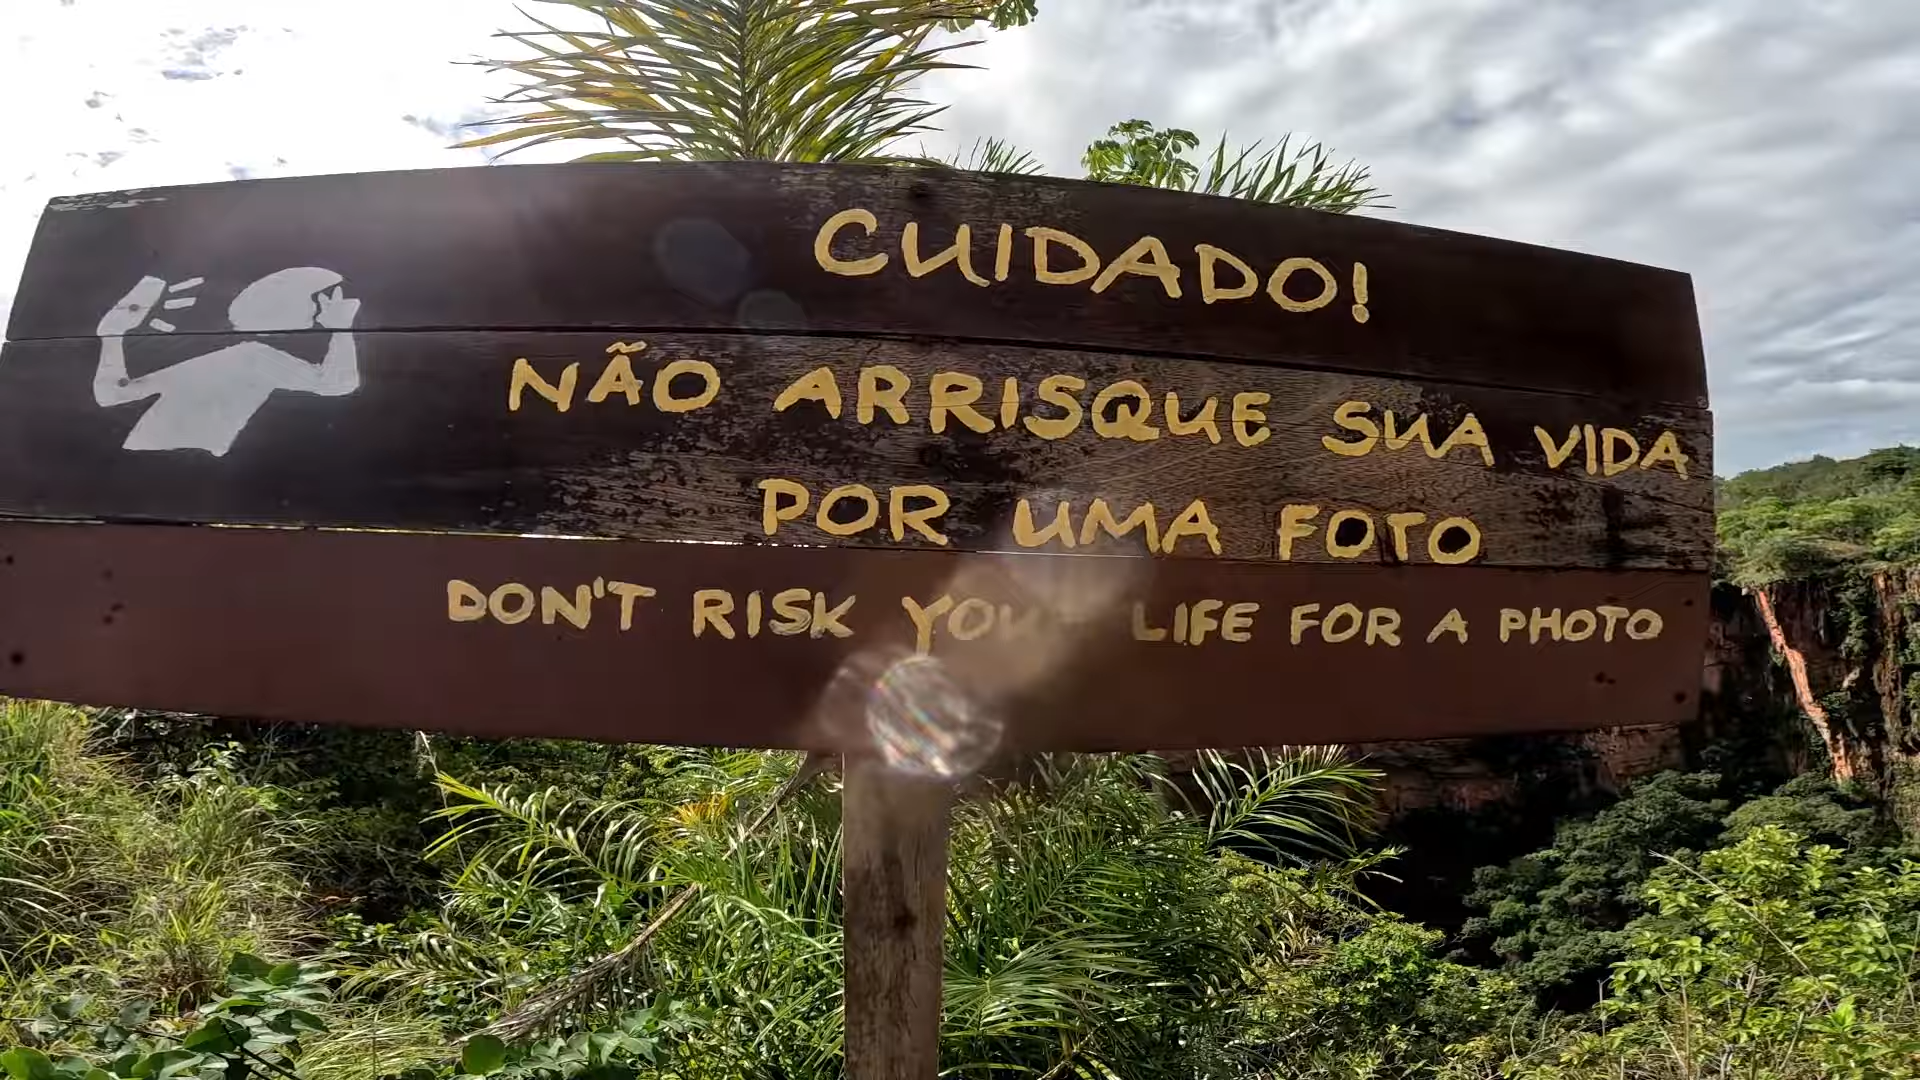 CUIDADO!
NÃO ARRISQUE SUA VIDA
POR UMA FOTO
DON'T RISK YOUR LIFE FOR A PHOTO